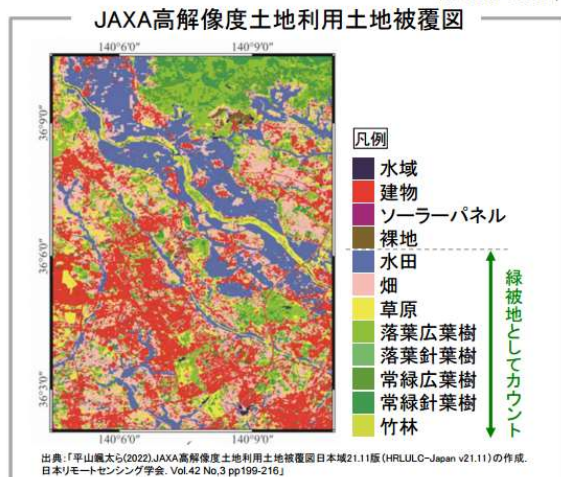 JAXA高解像度土地利用土地被覆図
140°6'0"
140°9'0"
36°9'0"
36°6'0"
36°3'0"
140°6'0"
140°9'0"
凡例
水域
建物
ソーラーパネル
裸地
水田
畑
草原
落葉広葉樹
落葉針葉樹
常緑広葉樹
常緑針葉樹
竹林
緑被地としてカウント
出典：「平山颯太ら(2022).JAXA高解像度土地利用土地被覆図日本域21.11版（HRLULC-Japan v21.11）の作成.
日本リモートセンシング学会. Vol.42 No,3 pp199-216」